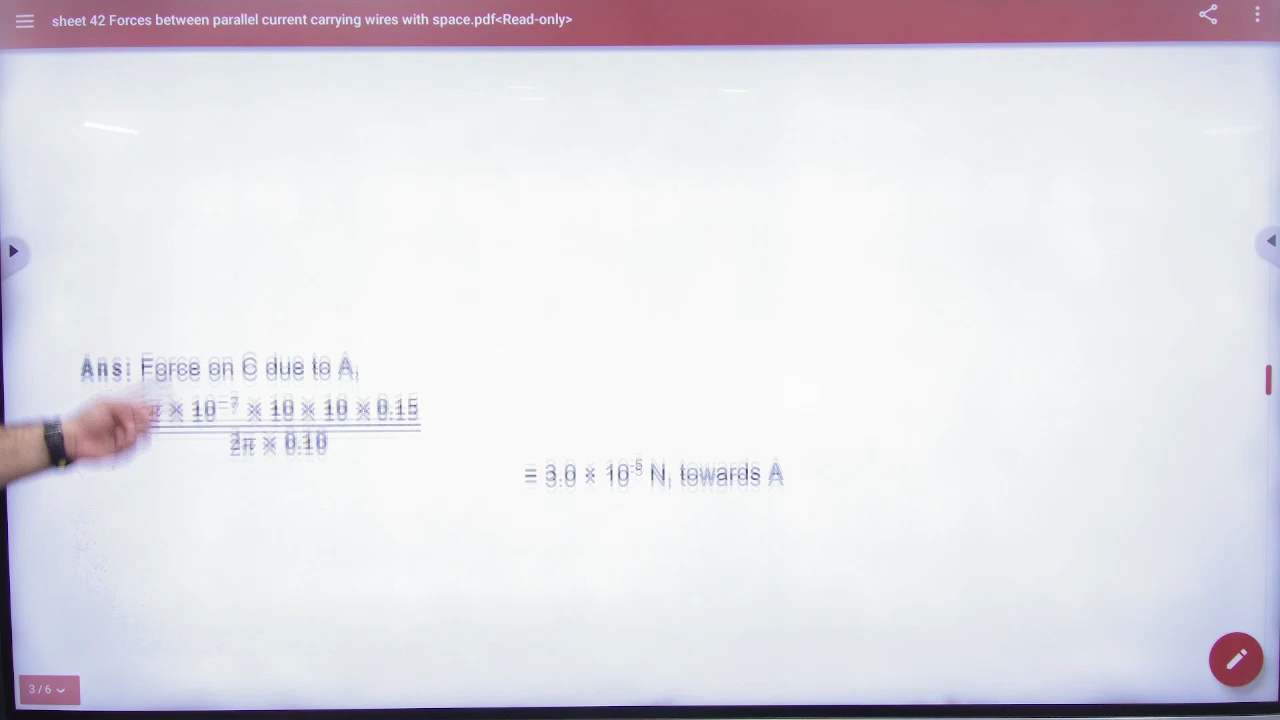 sheet 42 Forces between parallel current carrying wires with space.pdf<Read-only>
Ans: Force on C due to A,
π × 10⁻⁷ × 10 × 10 × 0.15
2π × 0.10
= 3.0 × 10⁻⁵ N, towards A
3 / 6